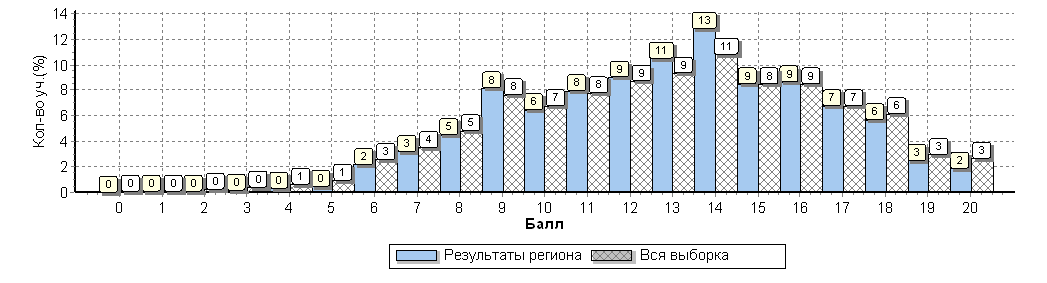 14
12
10
8
6
4
2
0
Кол-во уч.(%)
0 0 0 0 0 0 0 0 0 1 0 1 2 3 3 4 5 5 8 8 6 7 8 8 9 9 11 9 13 11 9 8 9 9 7 7 6 6 3 3 2 3
0 1 2 3 4 5 6 7 8 9 10 11 12 13 14 15 16 17 18 19 20
Балл
Результаты региона Вся выборка